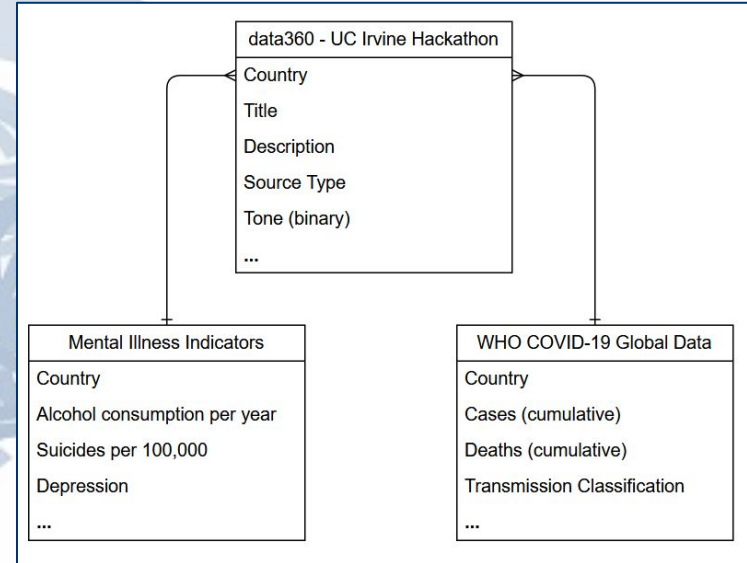 data360 - UC Irvine Hackathon
Country
Title
Description
Source Type
Tone (binary)
...
Mental Illness Indicators
Country
Alcohol consumption per year
Suicides per 100,000
Depression
...
WHO COVID-19 Global Data
Country
Cases (cumulative)
Deaths (cumulative)
Transmission Classification
...